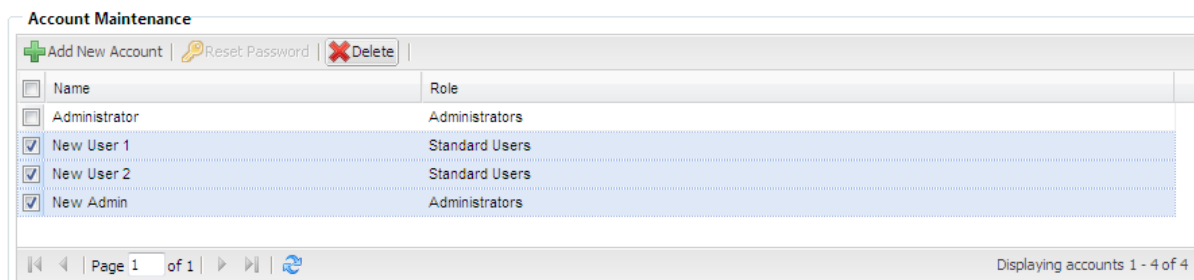 Account Maintenance
Add New Account | Reset Password | Delete |
Name Role
Administrator Administrators
New User 1 Standard Users
New User 2 Standard Users
New Admin Administrators
Page 1 of 1 Displaying accounts 1 - 4 of 4